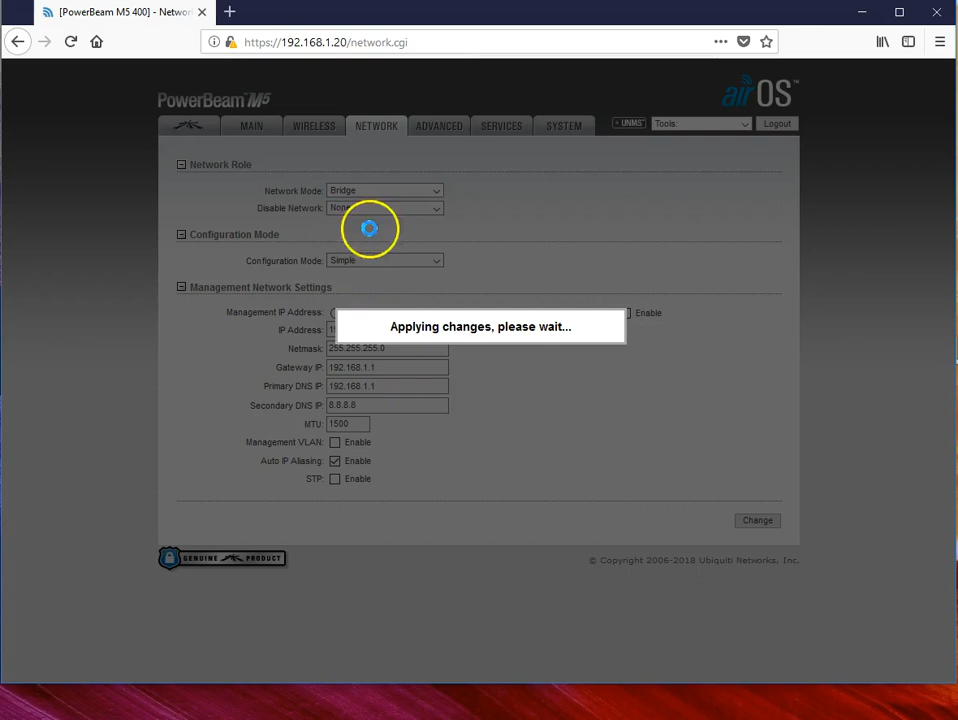 [PowerBeam M5 400] - Networ
https://192.168.1.20/network.cgi
PowerBeam M5
airOS™
MAIN WIRELESS NETWORK ADVANCED SERVICES SYSTEM UNMS Tools: Logout
Network Role
Network Mode: Bridge
Disable Network: None
Configuration Mode
Configuration Mode: Simple
Management Network Settings
Management IP Address: Enable
Applying changes, please wait...
IP Address: 1
Netmask: 255.255.255.0
Gateway IP: 192.168.1.1
Primary DNS IP: 192.168.1.1
Secondary DNS IP: 8.8.8.8
MTU: 1500
Management VLAN: Enable
Auto IP Aliasing: Enable
STP: Enable
Change
GENUINE PRODUCT
© Copyright 2006-2018 Ubiquiti Networks, Inc.